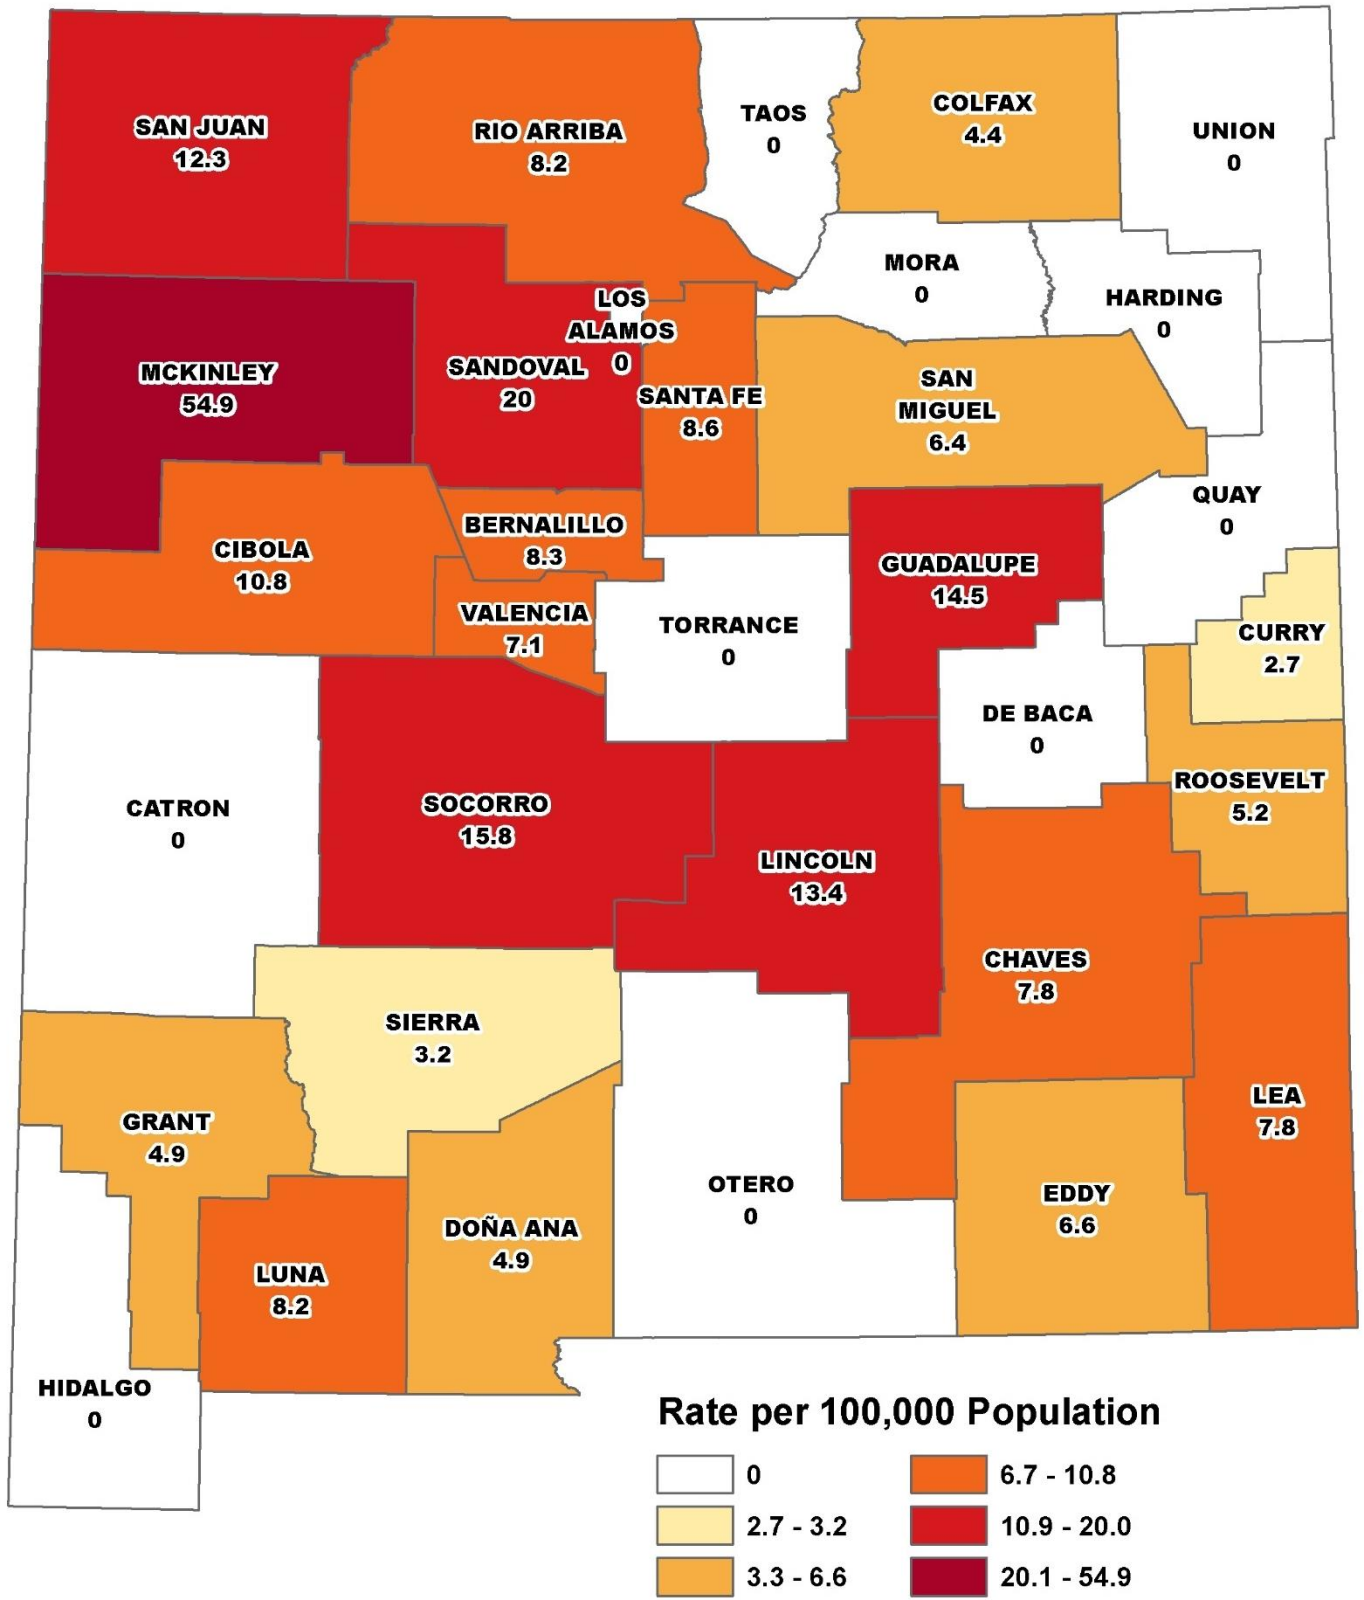 SAN JUAN
12.3
RIO ARRIBA
8.2
TAOS
0
COLFAX
4.4
UNION
0
MORA
0
HARDING
0
LOS
ALAMOS
0
MCKINLEY
54.9
SANDOVAL
20
SANTA FE
8.6
SAN
MIGUEL
6.4
QUAY
0
CIBOLA
10.8
BERNALILLO
8.3
GUADALUPE
14.5
VALENCIA
7.1
TORRANCE
0
CURRY
2.7
DE BACA
0
ROOSEVELT
5.2
CATRON
0
SOCORRO
15.8
LINCOLN
13.4
CHAVES
7.8
SIERRA
3.2
GRANT
4.9
LEA
7.8
OTERO
0
EDDY
6.6
DOÑA ANA
4.9
LUNA
8.2
HIDALGO
0
Rate per 100,000 Population
0
2.7 - 3.2
3.3 - 6.6
6.7 - 10.8
10.9 - 20.0
20.1 - 54.9